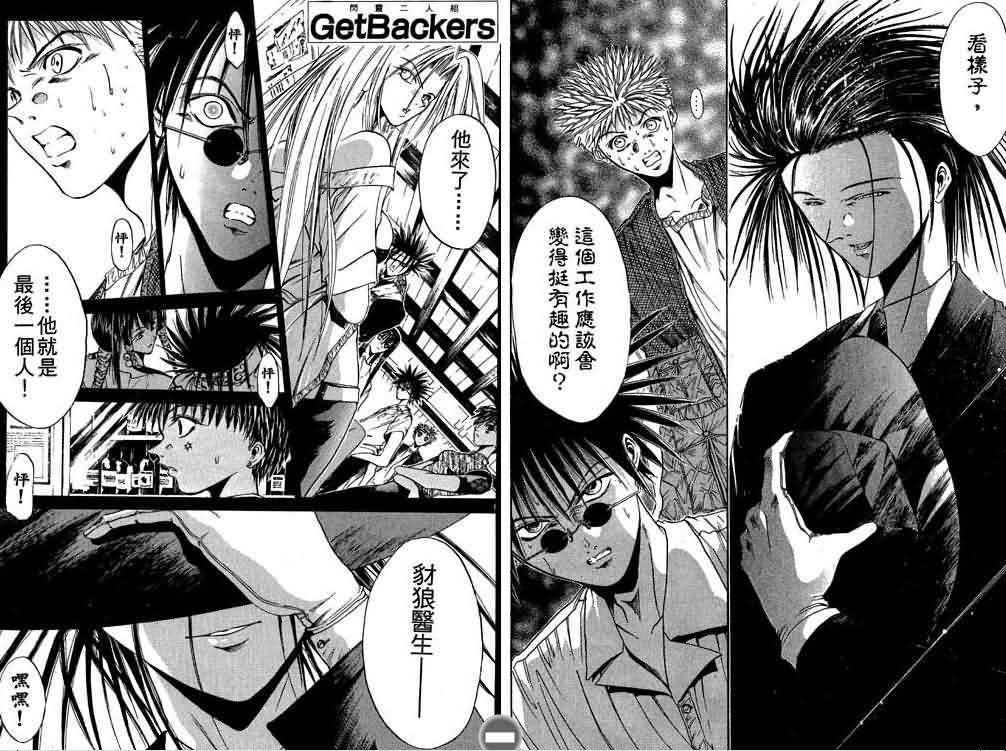 看樣子，
……
這個工作應該會
變得挺有趣的啊？
閃靈二人組
GetBackers
他來了……
怦！
怦！
怦！
……他就是
最後一個人！
怦！
豺狼醫生——
嘿嘿！